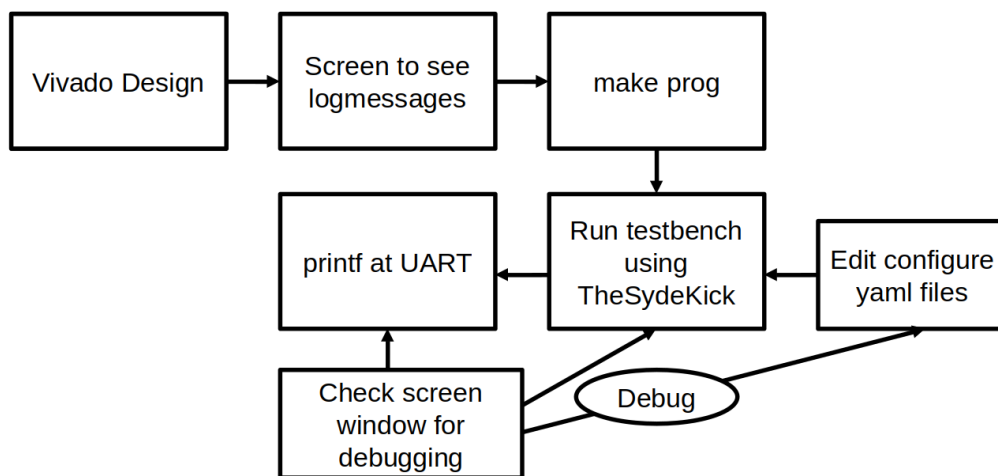 Vivado Design
Screen to see
logmessages
make prog
printf at UART
Run testbench
using
TheSydeKick
Edit configure
yaml files
Check screen
window for
debugging
Debug